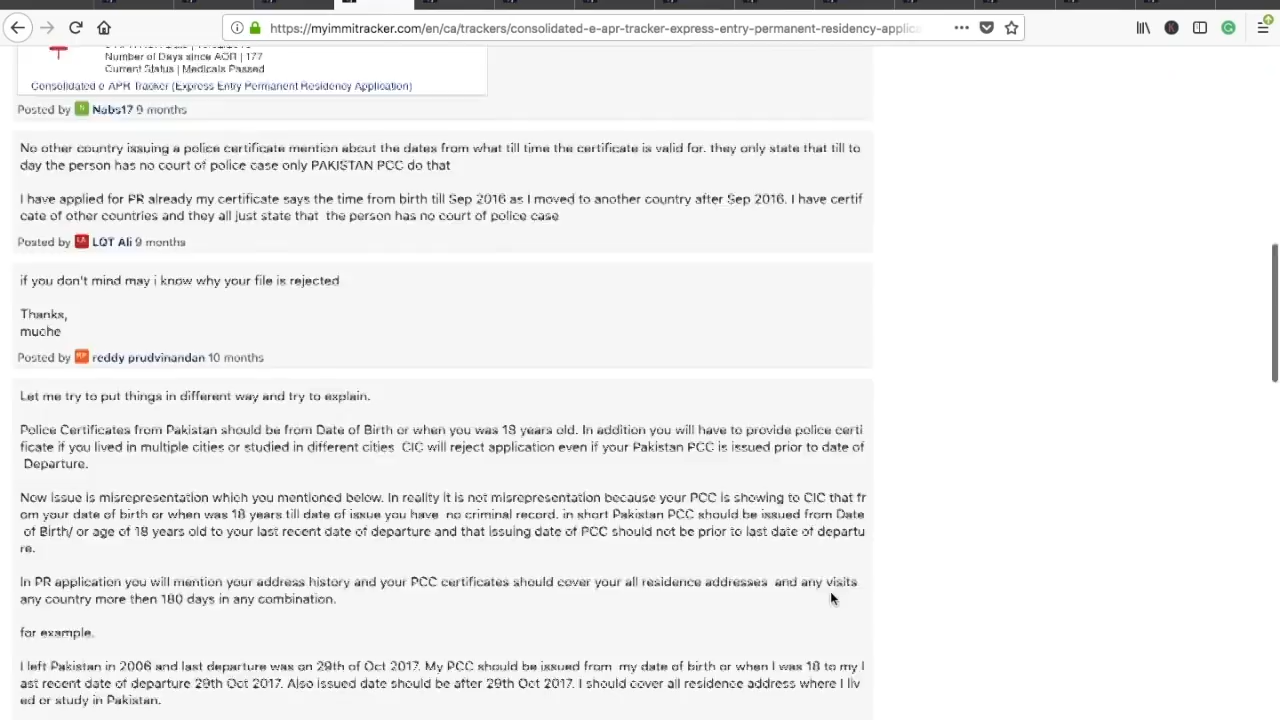 https://myimmitracker.com/en/ca/trackers/consolidated-e-apr-tracker-express-entry-permanent-residency-applic
Number of Days since AOR | 177
Current Status | Medicals Passed
Consolidated e-APR Tracker (Express Entry Permanent Residency Application)
Posted by N Nabs17 9 months
No other country issuing a police certificate mention about the dates from what till time the certificate is valid for. they only state that till to
day the person has no court of police case only PAKISTAN PCC do that
I have applied for PR already my certificate says the time from birth till Sep 2016 as I moved to another country after Sep 2016. I have certif
cate of other countries and they all just state that the person has no court of police case
Posted by LA LQT Ali 9 months
if you don't mind may i know why your file is rejected
Thanks,
muche
Posted by RP reddy prudvinandan 10 months
Let me try to put things in different way and try to explain.
Police Certificates from Pakistan should be from Date of Birth or when you was 18 years old. In addition you will have to provide police certi
ficate if you lived in multiple cities or studied in different cities CIC will reject application even if your Pakistan PCC is issued prior to date of
Departure.
Now issue is misrepresentation which you mentioned below. In reality it is not misrepresentation because your PCC is showing to CIC that fr
om your date of birth or when was 18 years till date of issue you have no criminal record. in short Pakistan PCC should be issued from Date
of Birth/ or age of 18 years old to your last recent date of departure and that issuing date of PCC should not be prior to last date of departu
re.
In PR application you will mention your address history and your PCC certificates should cover your all residence addresses and any visits
any country more then 180 days in any combination.
for example.
I left Pakistan in 2006 and last departure was on 29th of Oct 2017. My PCC should be issued from my date of birth or when I was 18 to my l
ast recent date of departure 29th Oct 2017. Also issued date should be after 29th Oct 2017. I should cover all residence address where I liv
ed or study in Pakistan.